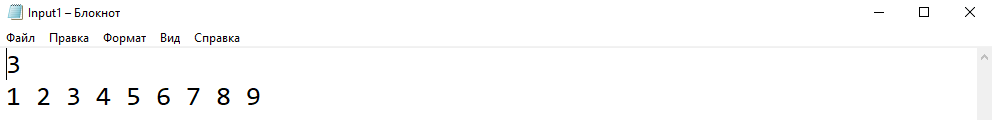 Input1 – Блокнот
Файл Правка Формат Вид Справка
3
1 2 3 4 5 6 7 8 9